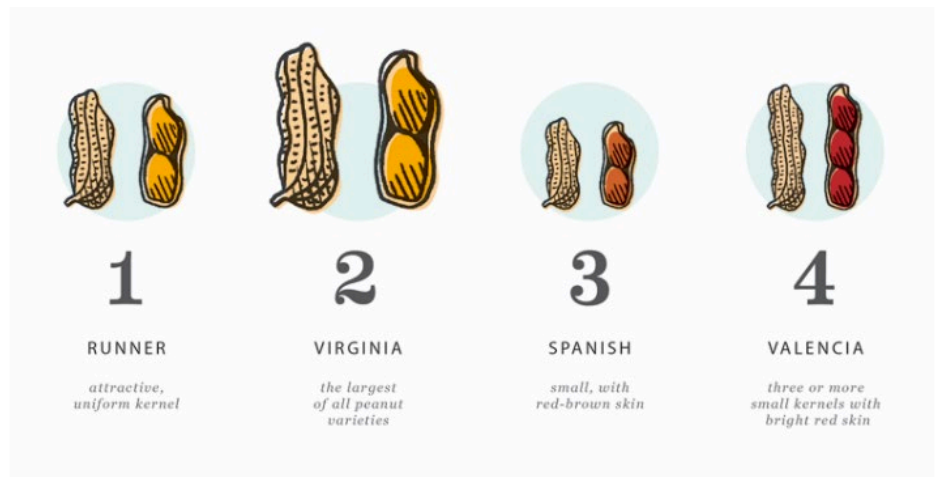 1
RUNNER
attractive,
uniform kernel
2
VIRGINIA
the largest
of all peanut
varieties
3
SPANISH
small, with
red-brown skin
4
VALENCIA
three or more
small kernels with
bright red skin